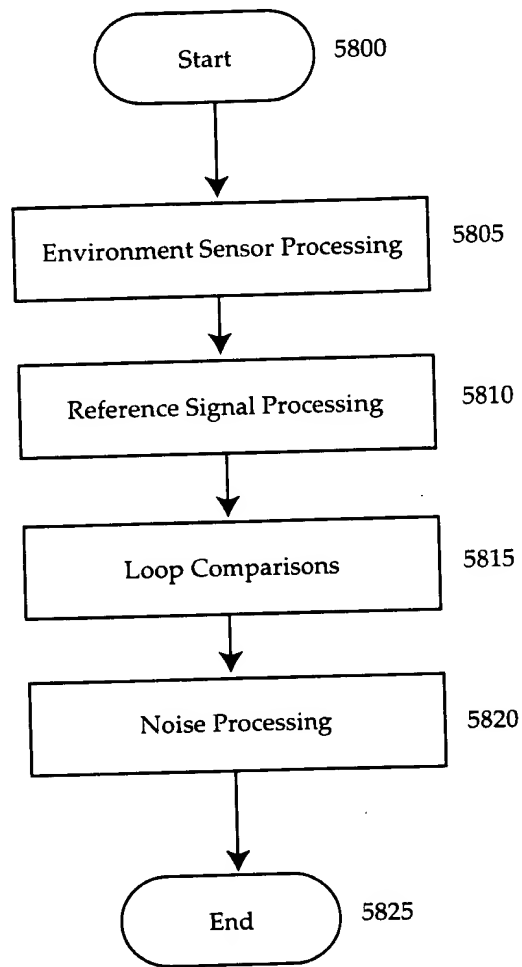 Start
5800
Environment Sensor Processing
5805
Reference Signal Processing
5810
Loop Comparisons
5815
Noise Processing
5820
End
5825